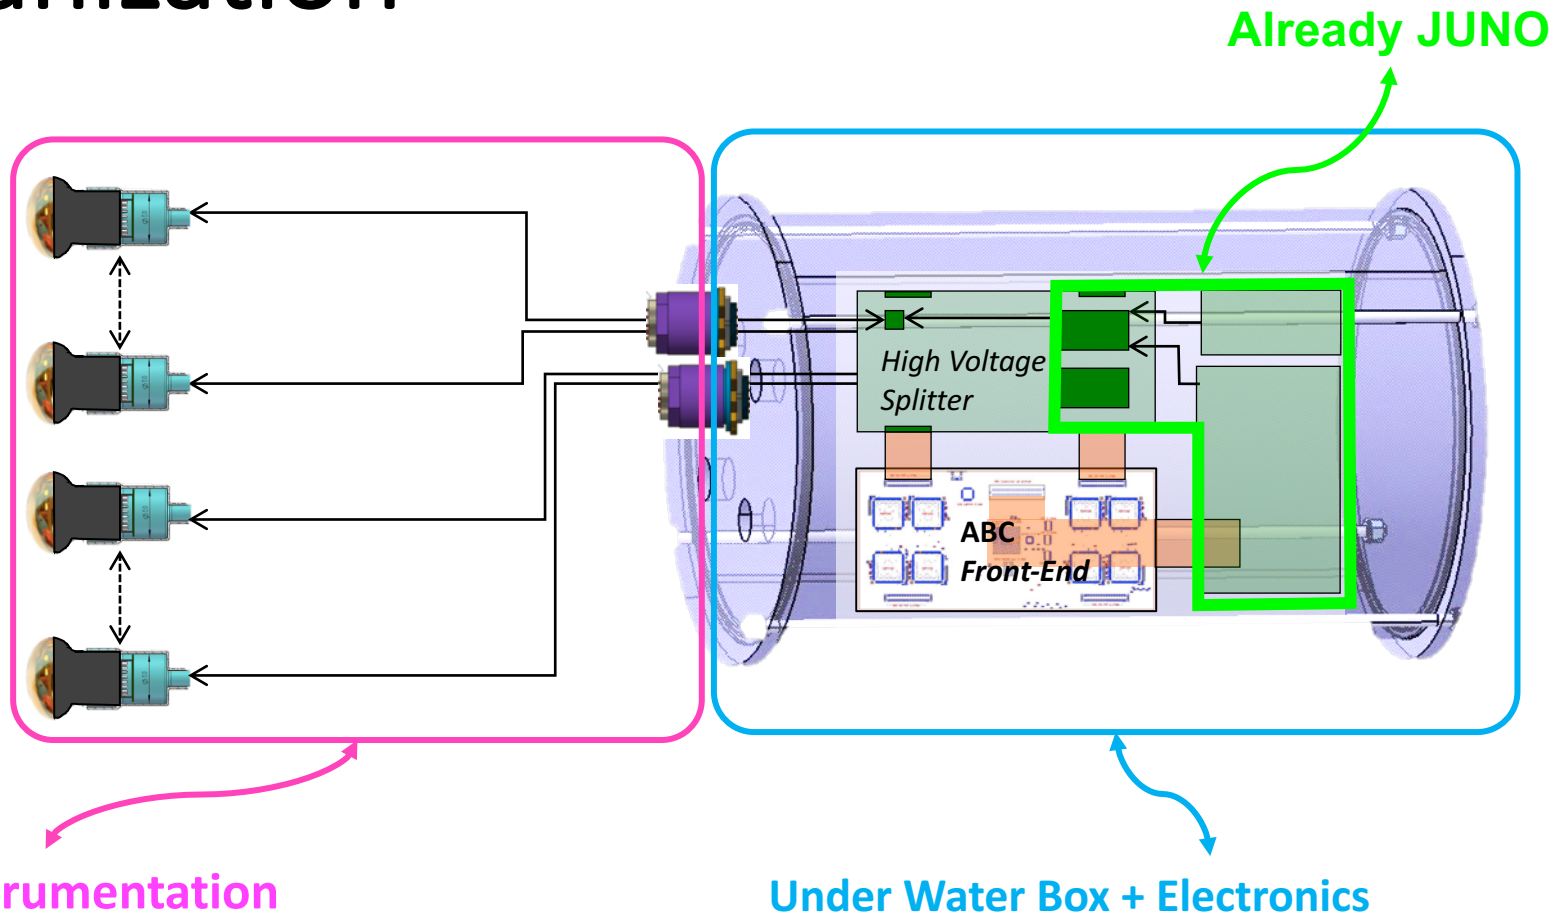 Already JUNO
High Voltage
Splitter
ABC
Front-End
rumentation
Under Water Box + Electronics